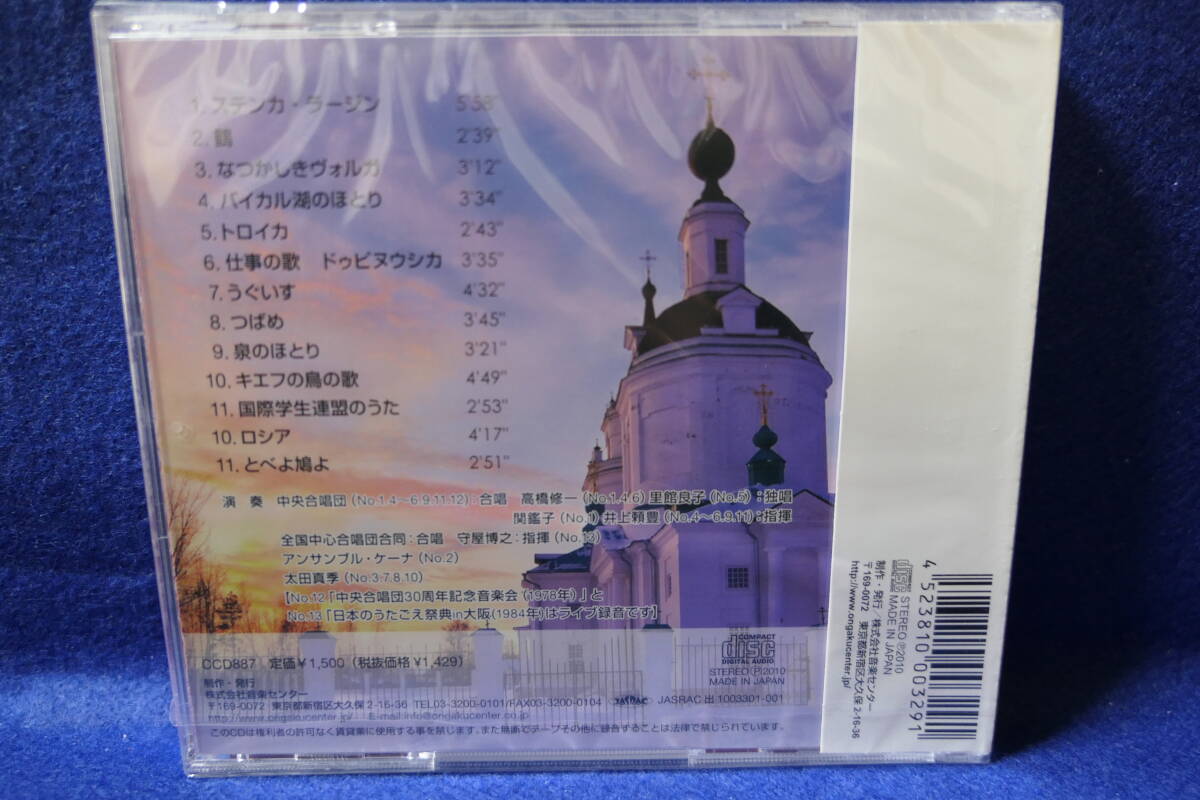 1. ステンカ・ラージン 5'58"
2. 鶴 2'39"
3. なつかしきヴォルガ 3'12"
4. バイカル湖のほとり 3'34"
5. トロイカ 2'43"
6. 仕事の歌 ドゥビヌウシカ 3'35"
7. うぐいす 4'32"
8. つばめ 3'45"
9. 泉のほとり 3'21"
10. キエフの鳥の歌 4'49"
11. 国際学生連盟のうた 2'53"
10. ロシア 4'17"
11. とべよ鳩よ 2'51"
演 奏 中央合唱団(No.1.4~6.9.11.12):合唱 高橋修一(No.1.4.6)里館良子(No.5):独唱
関鑑子(No.1)井上頼豊(No.4~6.9.11):指揮
全国中心合唱団合同:合唱 守屋博之:指揮(No.13)
アンサンブル・ケーナ(No.2)
太田真季(No.3.7.8.10)
【No.12「中央合唱団30周年記念音楽会(1978年)」と
No.13「日本のうたごえ祭典in大阪(1984年)はライブ録音です】
CCD887 定価¥1,500(税抜価格¥1,429)
制作・発行
株式会社音楽センター
〒169-0072 東京都新宿区大久保2-16-36 TEL03-3200-0101/FAX03-3200-0104 JASRAC JASRAC 出 1003301-001
http://www.ongakucenter.jp/ E-mail:info@ongakucenter.co.jp
このCDは権利者の許可なく賃貸業に使用する事を禁じます。また無断でテープその他に録音することは法律で禁じられています。
COMPACT
disc
DIGITAL AUDIO
STEREO Ⓟ2010
MADE IN JAPAN
disc STEREO Ⓟ2010
MADE IN JAPAN
制作・発行/株式会社音楽センター
〒169-0072 東京都新宿区大久保2-16-36
http://www.ongakucenter.jp/
4 523810 003291